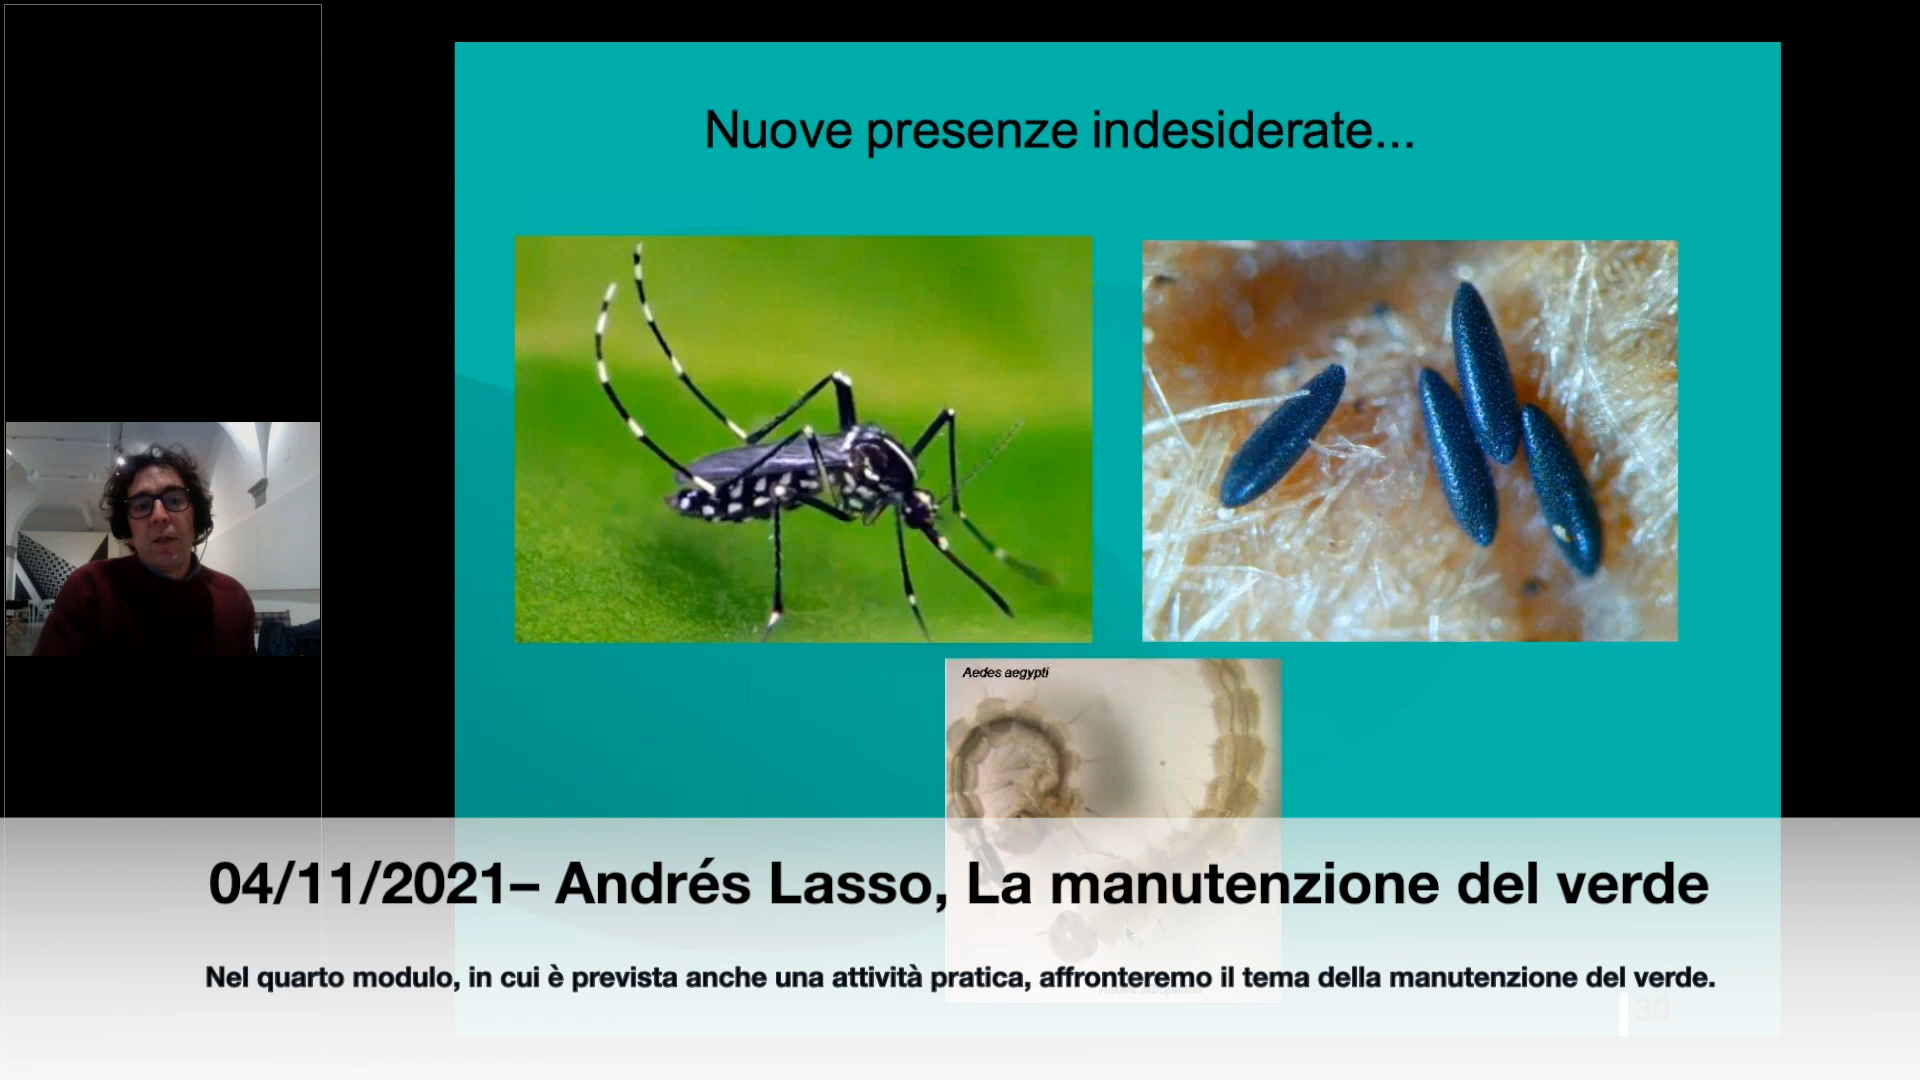 Nuove presenze indesiderate...
Aedes aegypti
04/11/2021– Andrés Lasso, La manutenzione del verde
Nel quarto modulo, in cui è prevista anche una attività pratica, affronteremo il tema della manutenzione del verde.
30